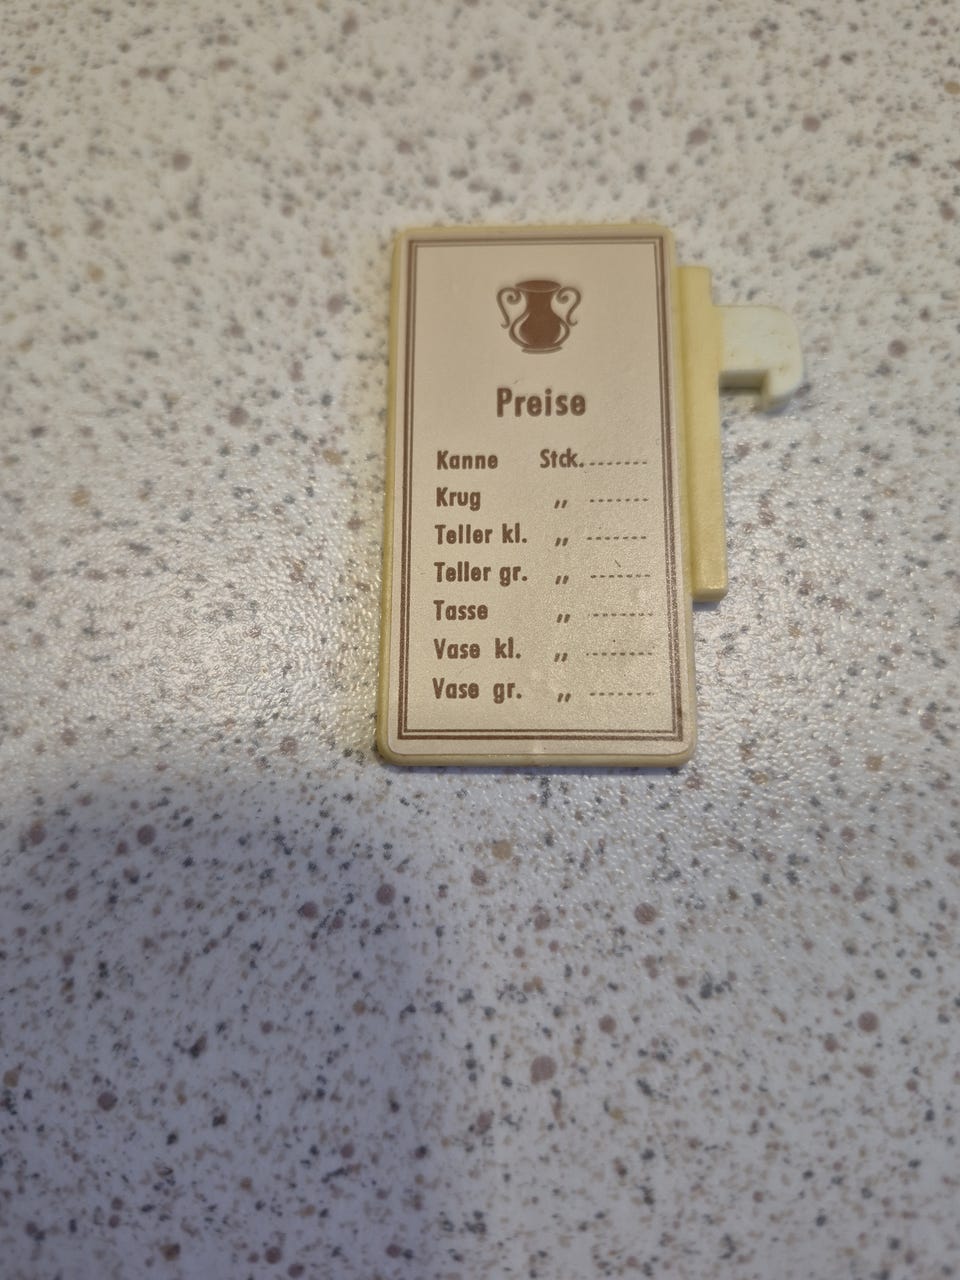 Preise
Kanne Stck.........
Krug „ .........
Teller kl. „ .........
Teller gr. „ .........
Tasse „ .........
Vase kl. „ .........
Vase gr. „ .........